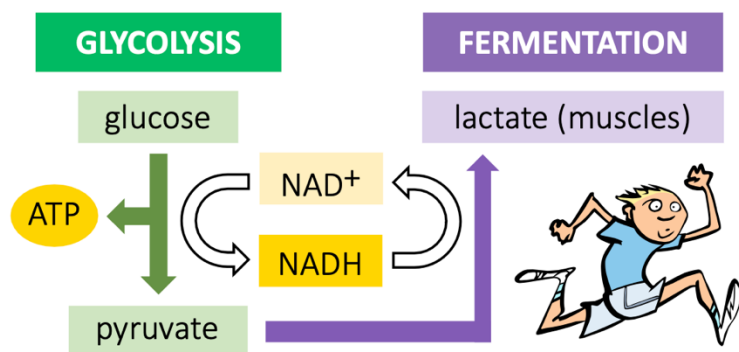 GLYCOLYSIS
FERMENTATION
glucose
lactate (muscles)
NAD⁺
ATP
NADH
pyruvate